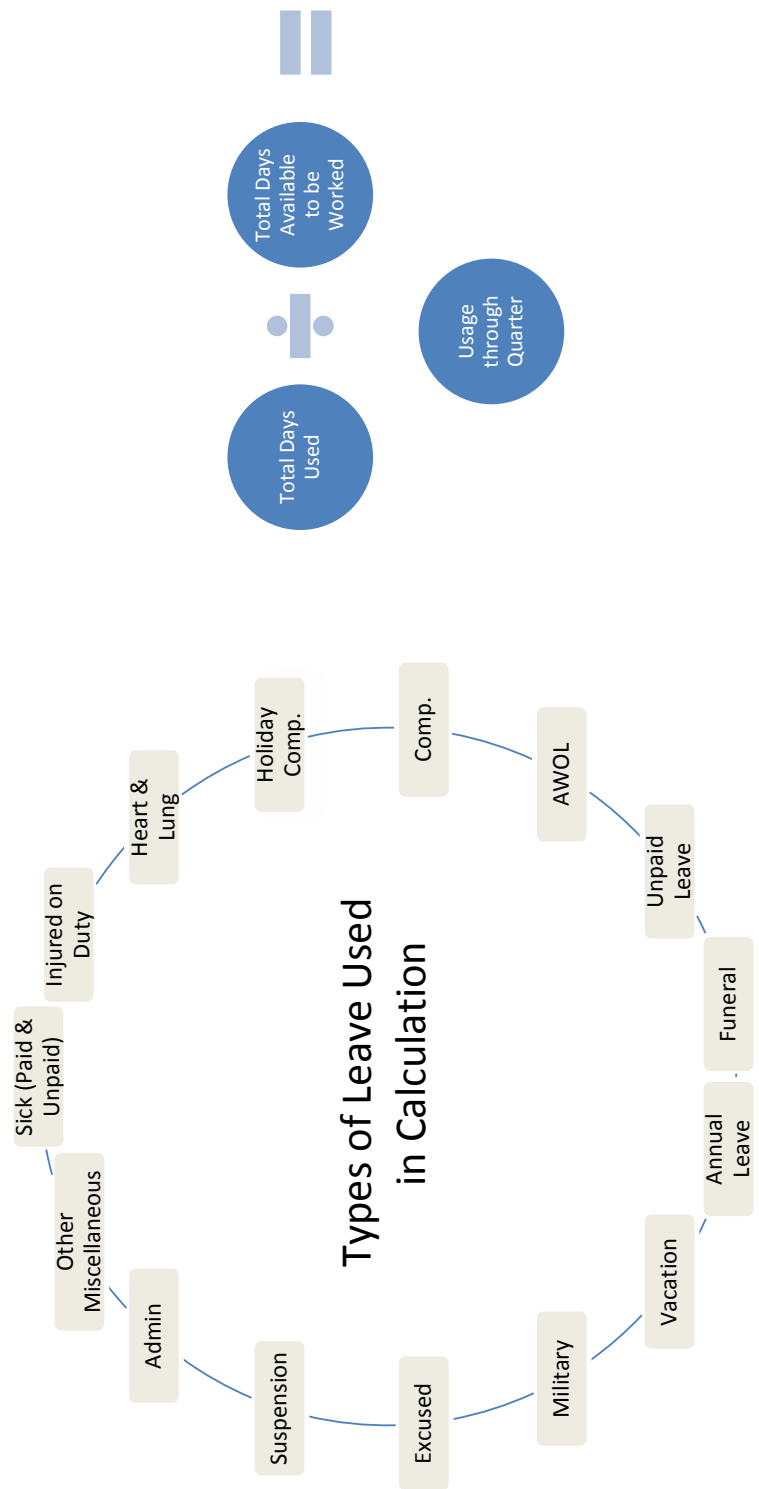 Types of Leave Used
in Calculation
Sick (Paid &
Unpaid)
Injured on
Duty
Heart &
Lung
Holiday
Comp.
Comp.
AWOL
Unpaid
Leave
Funeral
Annual
Leave
Vacation
Military
Excused
Suspension
Admin
Other
Miscellaneous
Total Days
Used
÷
Total Days
Available
to be
Worked
=
Usage
through
Quarter